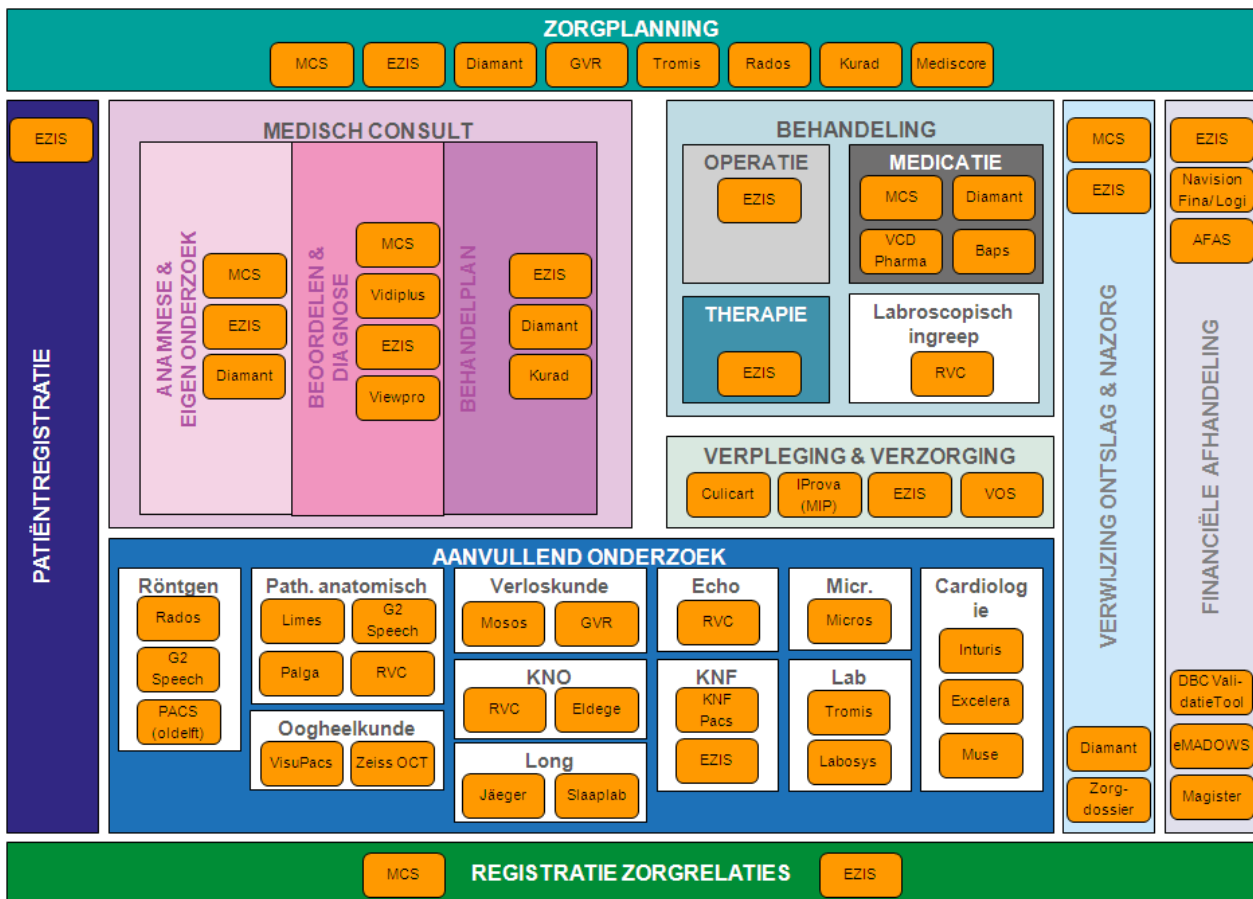 ZORGPLANNING
MCS
EZIS
Diamant
GVR
Tromis
Rados
Kurad
Mediscore
EZIS
PATIËNTREGISTRATIE
MEDISCH CONSULT
ANAMNESE &
EIGEN ONDERZOEK
MCS
EZIS
Diamant
BEOORDELEN &
DIAGNOSE
MCS
Vidiplus
EZIS
Viewpro
BEHANDELPLAN
EZIS
Diamant
Kurad
BEHANDELING
OPERATIE
EZIS
MEDICATIE
MCS
Diamant
VCD
Pharma
Baps
THERAPIE
EZIS
Labroscopisch
ingreep
RVC
VERPLEGING & VERZORGING
Culicart
IProva
(MIP)
EZIS
VOS
AANVULLEND ONDERZOEK
Röntgen
Rados
G2
Speech
PACS
(oldelft)
Path. anatomisch
Limes
G2
Speech
Palga
RVC
Oogheelkunde
VisuPacs
Zeiss OCT
Verloskunde
Mosos
GVR
KNO
RVC
Eldege
Long
Jäeger
Slaaplab
Echo
RVC
KNF
KNF
Pacs
EZIS
Micr.
Micros
Lab
Tromis
Labosys
Cardiolog
ie
Inturis
Excelera
Muse
MCS
EZIS
VERWIJZING ONTSLAG & NAZORG
Diamant
Zorg-
dossier
EZIS
Navision
Fina/Logi
AFAS
FINANCIËLE AFHANDELING
DBC Vali-
datieTool
eMADOWS
Magister
MCS
REGISTRATIE ZORGRELATIES
EZIS